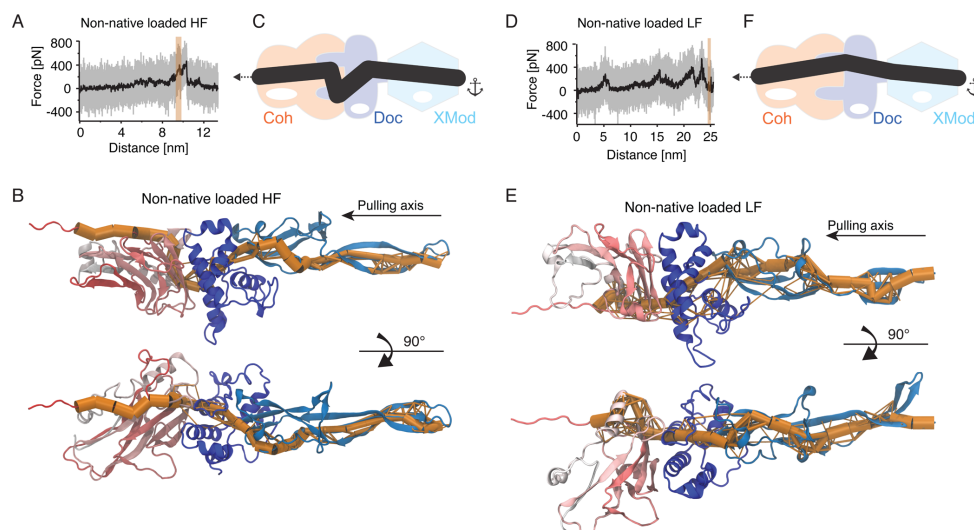 A
Non-native loaded HF
Force [pN]
800
400
0
-400
0
4
8
12
Distance [nm]
C
Coh
Doc
XMod
D
Non-native loaded LF
Force [pN]
800
400
0
-400
0
5
10
15
20
25
Distance [nm]
F
Coh
Doc
XMod
B
Non-native loaded HF
Pulling axis
90°
E
Non-native loaded LF
Pulling axis
90°